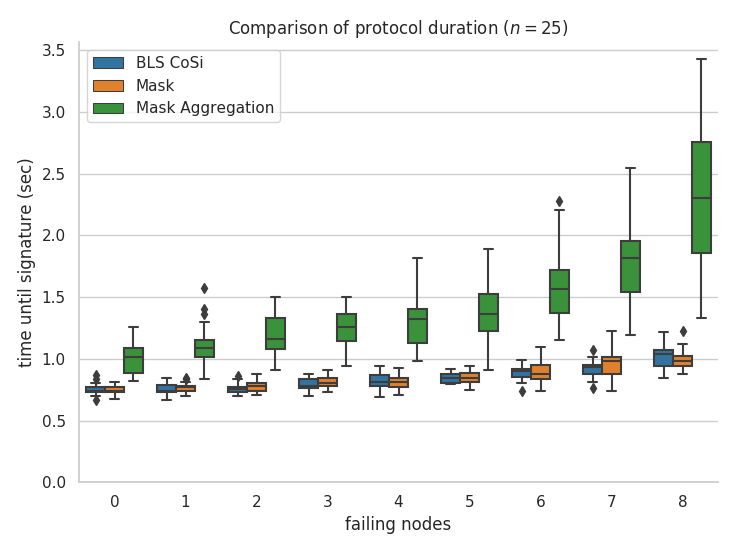 Comparison of protocol duration (n = 25)
BLS CoSi
Mask
Mask Aggregation
time until signature (sec)
3.5
3.0
2.5
2.0
1.5
1.0
0.5
0.0
0 1 2 3 4 5 6 7 8
failing nodes